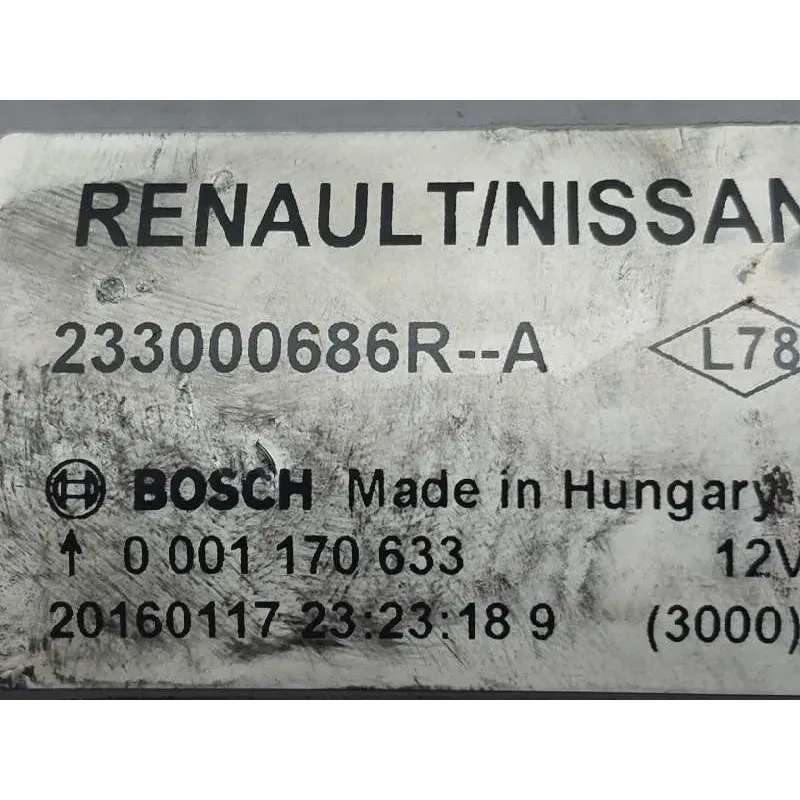 RENAULT/NISSAN
233000686R--A L78
BOSCH Made in Hungary
↑ 0 001 170 633 12V
20160117 23:23:18 9 (3000)